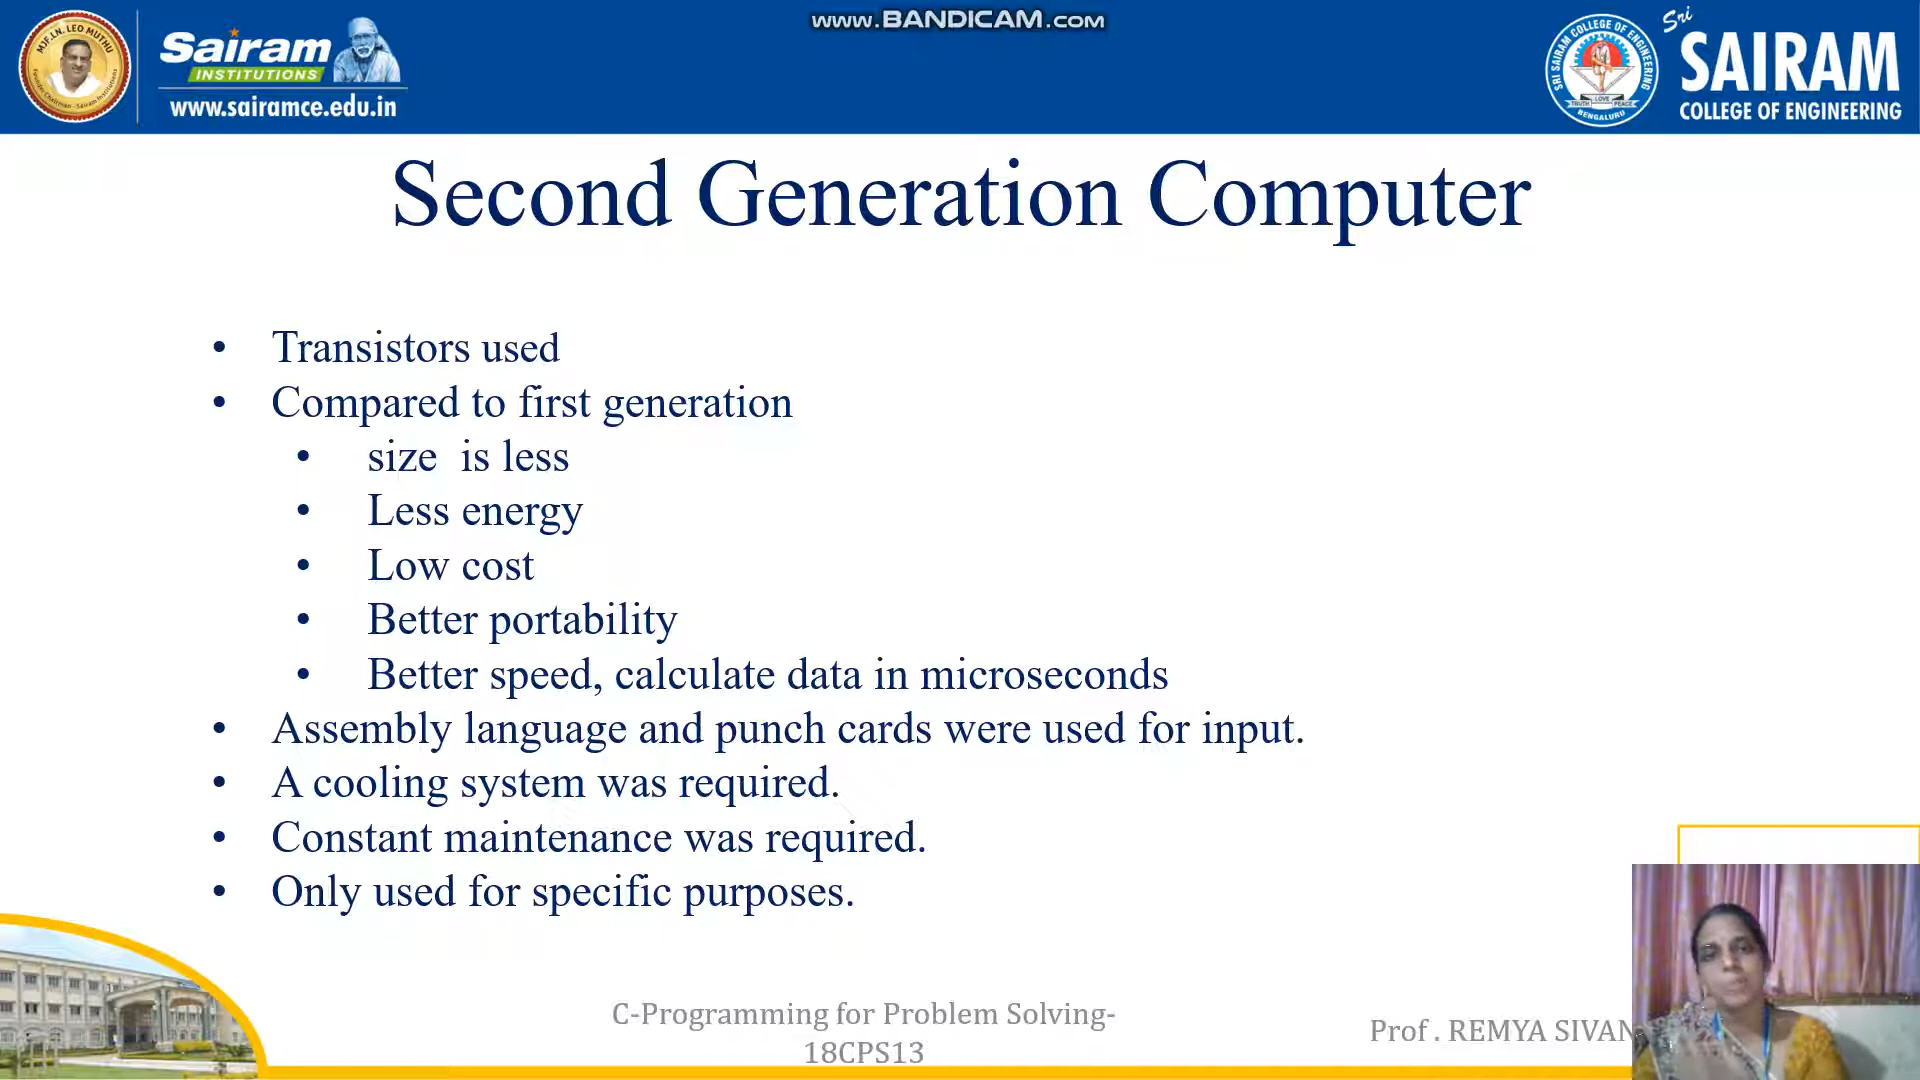 www.BANDICAM.com
MJF.LN. LEO MUTHU
Founder Chairman - Sairam Institutions
Sairam
INSTITUTIONS
www.sairamce.edu.in
SRI SAIRAM COLLEGE OF ENGINEERING
TRUTH LOVE PEACE
BENGALURU
Sri
SAIRAM
COLLEGE OF ENGINEERING
Second Generation Computer
• Transistors used
• Compared to first generation
• size is less
• Less energy
• Low cost
• Better portability
• Better speed, calculate data in microseconds
• Assembly language and punch cards were used for input.
• A cooling system was required.
• Constant maintenance was required.
• Only used for specific purposes.
C-Programming for Problem Solving-
18CPS13
Prof . REMYA SIVAN